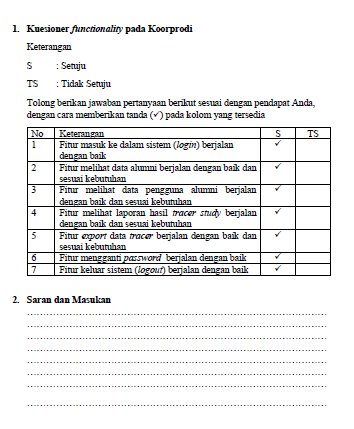 1. Kuesioner functionality pada Koorprodi
Keterangan
S : Setuju
TS : Tidak Setuju
Tolong berikan jawaban pertanyaan berikut sesuai dengan pendapat Anda,
dengan cara memberikan tanda (✓) pada kolom yang tersedia
No Keterangan S TS
1 Fitur masuk ke dalam sistem (login) berjalan ✓
dengan baik
2 Fitur melihat data alumni berjalan dengan baik dan ✓
sesuai kebutuhan
3 Fitur melihat data pengguna alumni berjalan ✓
dengan baik dan sesuai kebutuhan
4 Fitur melihat laporan hasil tracer study berjalan ✓
dengan baik dan sesuai kebutuhan
5 Fitur export data tracer berjalan dengan baik dan ✓
sesuai kebutuhan
6 Fitur mengganti password berjalan dengan baik ✓
7 Fitur keluar sistem (logout) berjalan dengan baik ✓
2. Saran dan Masukan